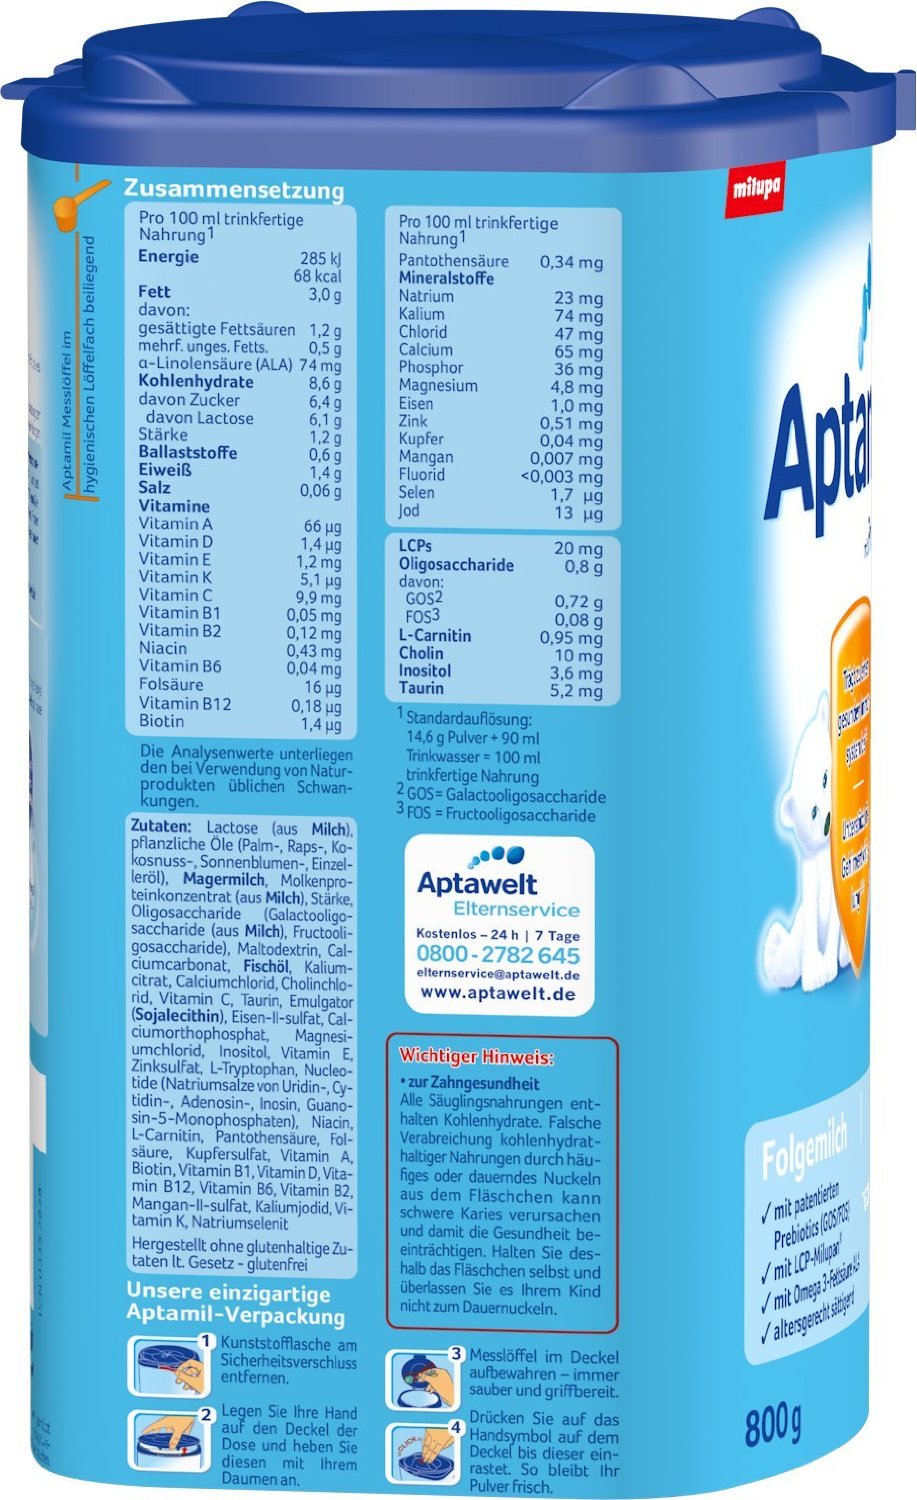 milupa
Zusammensetzung
Pro 100 ml trinkfertige
Nahrung1
Energie 285 kJ
68 kcal
Fett 3,0 g
davon:
gesättigte Fettsäuren 1,2 g
mehrf. unges. Fetts. 0,5 g
α-Linolensäure (ALA) 74 mg
Kohlenhydrate 8,6 g
davon Zucker 6,4 g
davon Lactose 6,1 g
Stärke 1,2 g
Ballaststoffe 0,6 g
Eiweiß 1,4 g
Salz 0,06 g
Vitamine
Vitamin A 66 µg
Vitamin D 1,4 µg
Vitamin E 1,2 mg
Vitamin K 5,1 µg
Vitamin C 9,9 mg
Vitamin B1 0,05 mg
Vitamin B2 0,12 mg
Niacin 0,43 mg
Vitamin B6 0,04 mg
Folsäure 16 µg
Vitamin B12 0,18 µg
Biotin 1,4 µg
Die Analysenwerte unterliegen
den bei Verwendung von Natur-
produkten üblichen Schwan-
kungen.
Zutaten: Lactose (aus Milch),
pflanzliche Öle (Palm-, Raps-, Ko-
kosnuss-, Sonnenblumen-, Einzel-
leröl), Magermilch, Molkenpro-
teinkonzentrat (aus Milch), Stärke,
Oligosaccharide (Galactooligo-
saccharide (aus Milch), Fructooli-
gosaccharide), Maltodextrin, Cal-
ciumcarbonat, Fischöl, Kalium-
citrat, Calciumchlorid, Cholinchlo-
rid, Vitamin C, Taurin, Emulgator
(Sojalecithin), Eisen-II-sulfat, Cal-
ciumorthophosphat, Magnesi-
umchlorid, Inositol, Vitamin E,
Zinksulfat, L-Tryptophan, Nucleo-
tide (Natriumsalze von Uridin-, Cy-
tidin-, Adenosin-, Inosin, Guano-
sin-5-Monophosphaten), Niacin,
L-Carnitin, Pantothensäure, Fol-
säure, Kupfersulfat, Vitamin A,
Biotin, Vitamin B1, Vitamin D, Vita-
min B12, Vitamin B6, Vitamin B2,
Mangan-II-sulfat, Kaliumjodid, Vi-
tamin K, Natriumselenit
Hergestellt ohne glutenhaltige Zu-
taten lt. Gesetz - glutenfrei
Unsere einzigartige
Aptamil-Verpackung
1 Kunststofflasche am
Sicherheitsverschluss
entfernen.
2 Legen Sie Ihre Hand
auf den Deckel der
Dose und heben Sie
diesen mit Ihrem
Daumen an.
Pro 100 ml trinkfertige
Nahrung1
Pantothensäure 0,34 mg
Mineralstoffe
Natrium 23 mg
Kalium 74 mg
Chlorid 47 mg
Calcium 65 mg
Phosphor 36 mg
Magnesium 4,8 mg
Eisen 1,0 mg
Zink 0,51 mg
Kupfer 0,04 mg
Mangan 0,007 mg
Fluorid <0,003 mg
Selen 1,7 µg
Jod 13 µg
LCPs 20 mg
Oligosaccharide 0,8 g
davon:
GOS2 0,72 g
FOS3 0,08 g
L-Carnitin 0,95 mg
Cholin 10 mg
Inositol 3,6 mg
Taurin 5,2 mg
1 Standardauflösung:
14,6 g Pulver + 90 ml
Trinkwasser = 100 ml
trinkfertige Nahrung
2 GOS = Galactooligosaccharide
3 FOS = Fructooligosaccharide
Aptawelt
Elternservice
Kostenlos – 24 h | 7 Tage
0800 - 2782 645
elternservice@aptawelt.de
www.aptawelt.de
Wichtiger Hinweis:
• zur Zahngesundheit
Alle Säuglingsnahrungen ent-
halten Kohlenhydrate. Falsche
Verabreichung kohlenhydrat-
haltiger Nahrungen durch häu-
figes oder dauerndes Nuckeln
aus dem Fläschchen kann
schwere Karies verursachen
und damit die Gesundheit be-
einträchtigen. Halten Sie des-
halb das Fläschchen selbst und
überlassen Sie es Ihrem Kind
nicht zum Dauernuckeln.
3 Messlöffel im Deckel
aufbewahren – immer
sauber und griffbereit.
4 Drücken Sie auf das
Handsymbol auf dem
Deckel bis dieser ein-
rastet. So bleibt Ihr
Pulver frisch.
CLICK
Aptamil Messlöffel im
hygienischen Löffelfach beiliegend
Apta
Folgemilch
✓ mit patentierten
Prebiotics (GOS/FOS)
✓ mit LCP-Milupan
✓ mit Omega 3-Fettsäure ALA
✓ altersgerecht sättigend
800 g